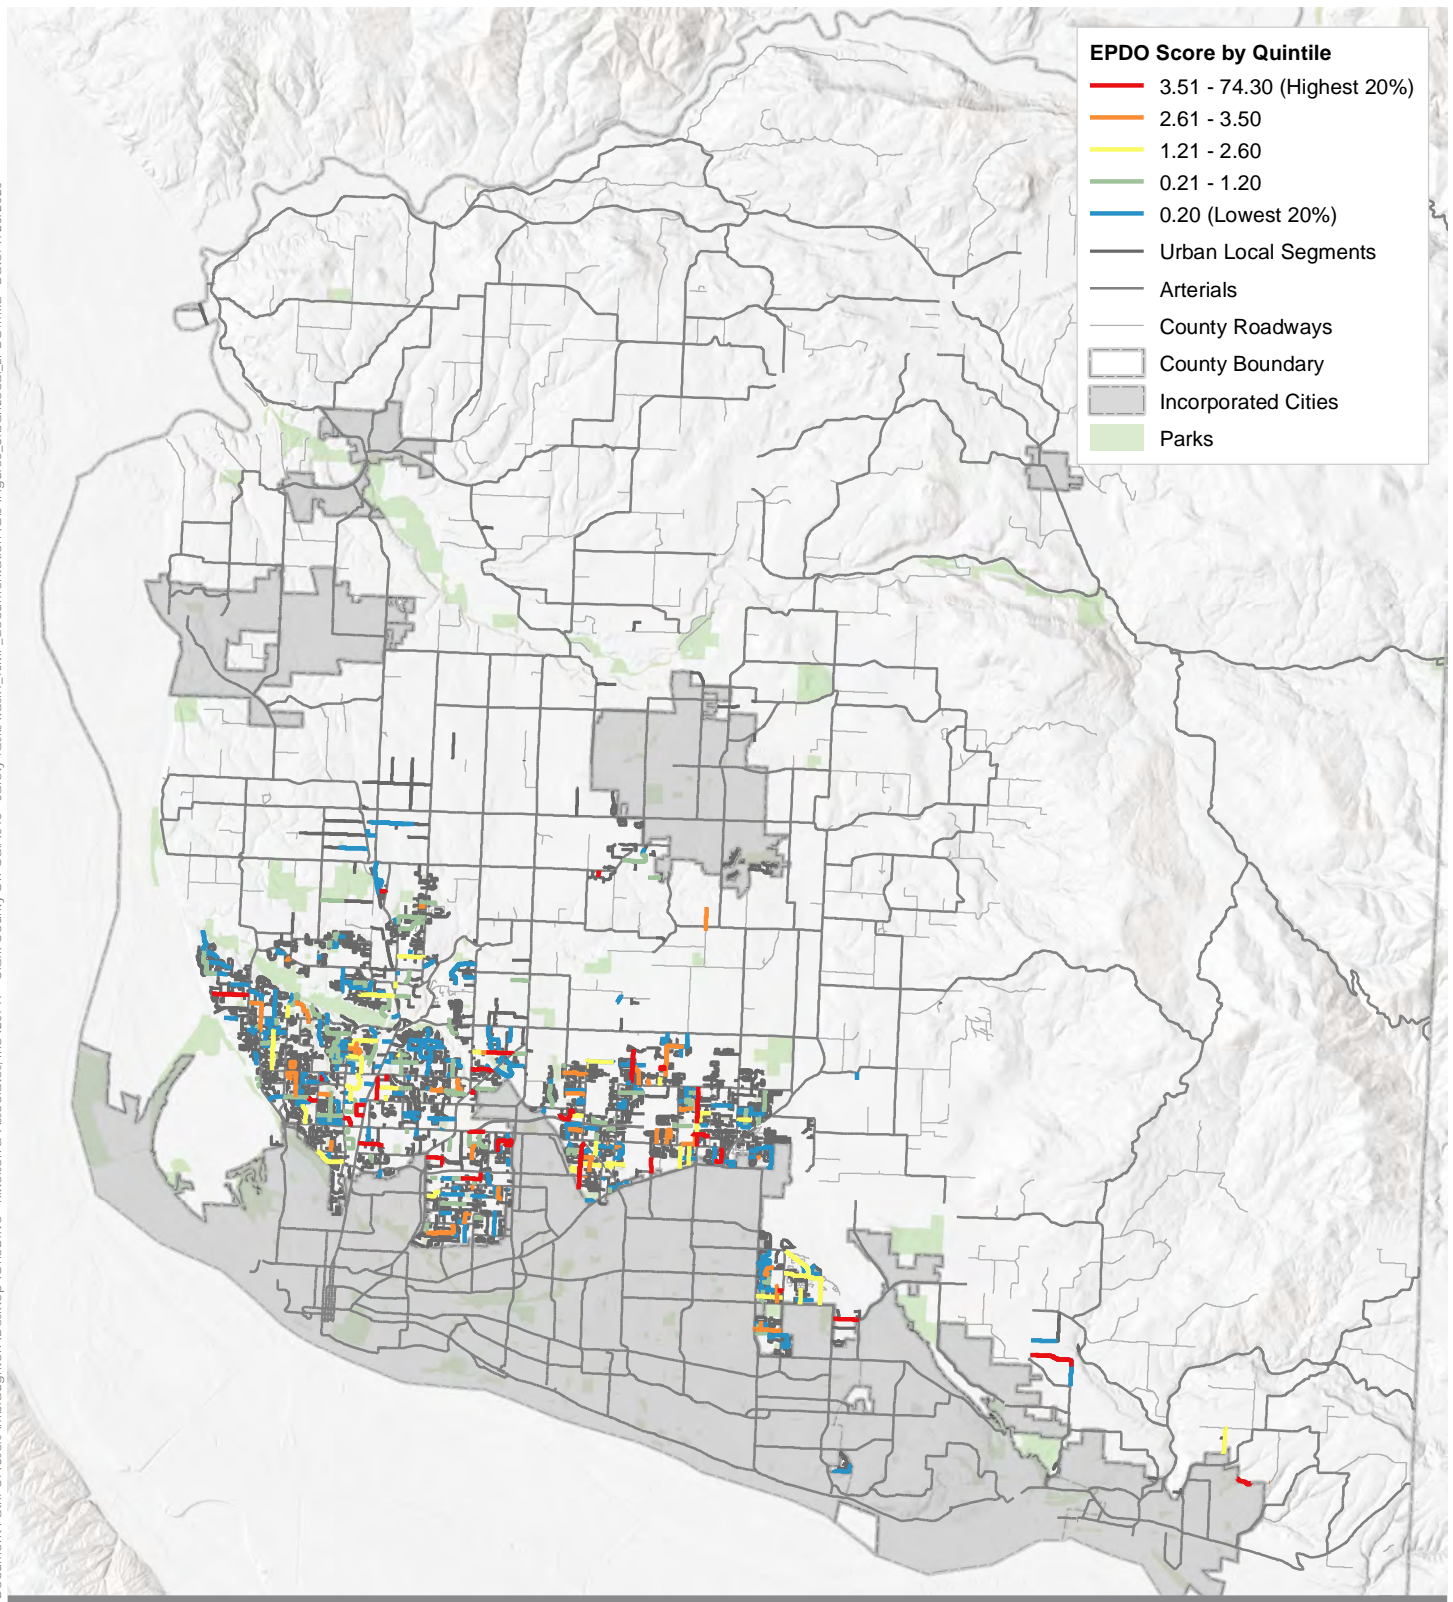 EPDO Score by Quintile
3.51 - 74.30 (Highest 20%)
2.61 - 3.50
1.21 - 2.60
0.21 - 1.20
0.20 (Lowest 20%)
Urban Local Segments
Arterials
County Roadways
County Boundary
Incorporated Cities
Parks